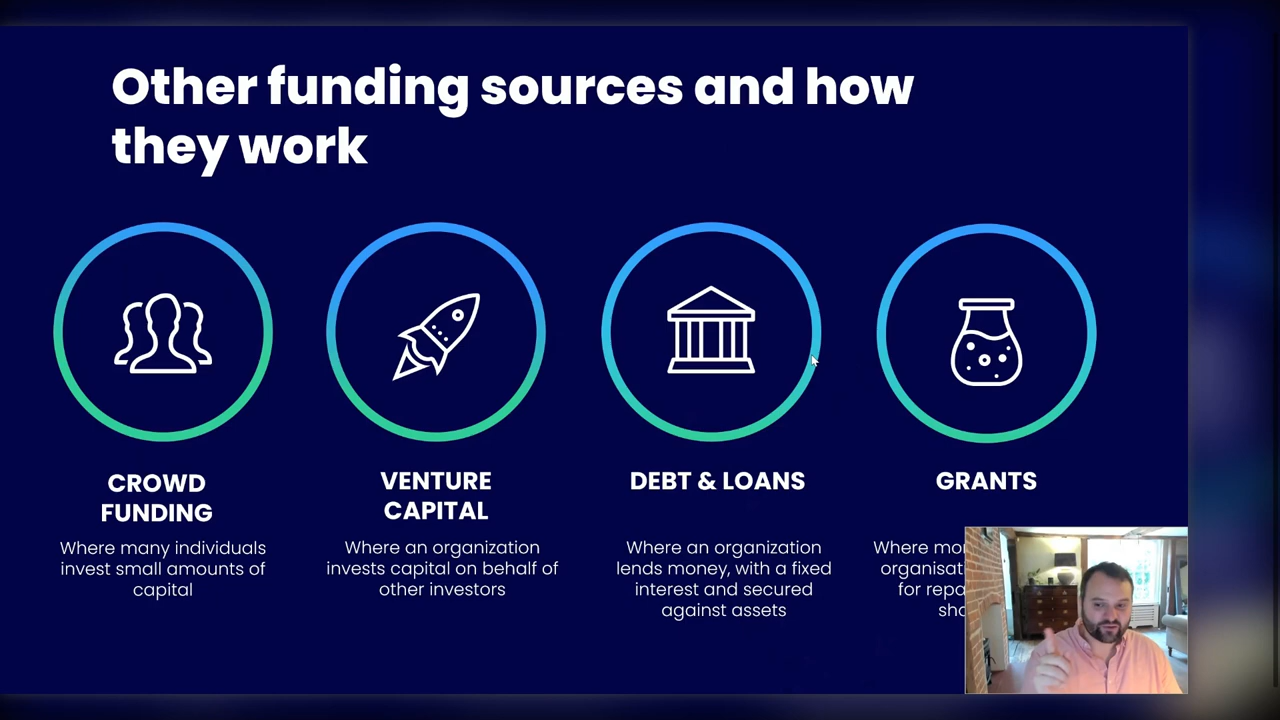 Other funding sources and how
they work
CROWD
FUNDING
Where many individuals
invest small amounts of
capital
VENTURE
CAPITAL
Where an organization
invests capital on behalf of
other investors
DEBT & LOANS
Where an organization
lends money, with a fixed
interest and secured
against assets
GRANTS
Where
for